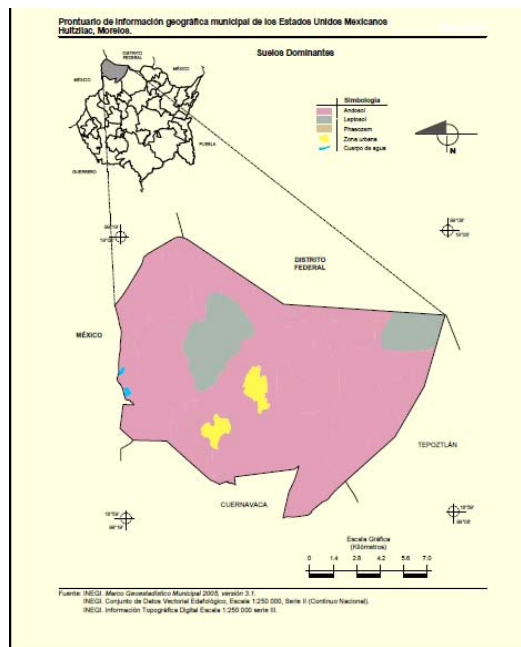 Prontuario de información geográfica municipal de los Estados Unidos Mexicanos
Huitzilac, Morelos.
Suelos Dominantes
DISTRITO
FEDERAL
MÉXICO
MÉXICO
PUEBLA
GUERRERO
Simbología
Andosol
Leptosol
Phaeozem
Zona urbana
Cuerpo de agua
N
DISTRITO
FEDERAL
MÉXICO
TEPOZTLÁN
CUERNAVACA
Escala Gráfica
(Kilómetros)
0 1.4 2.8 4.2 5.6 7.0
Fuente: INEGI. Marco Geoestadístico Municipal 2005, versión 3.1.
INEGI. Conjunto de Datos Vectorial Edafológico, Escala 1:250 000, Serie II (Continuo Nacional).
INEGI. Información Topográfica Digital Escala 1:250 000 serie III.